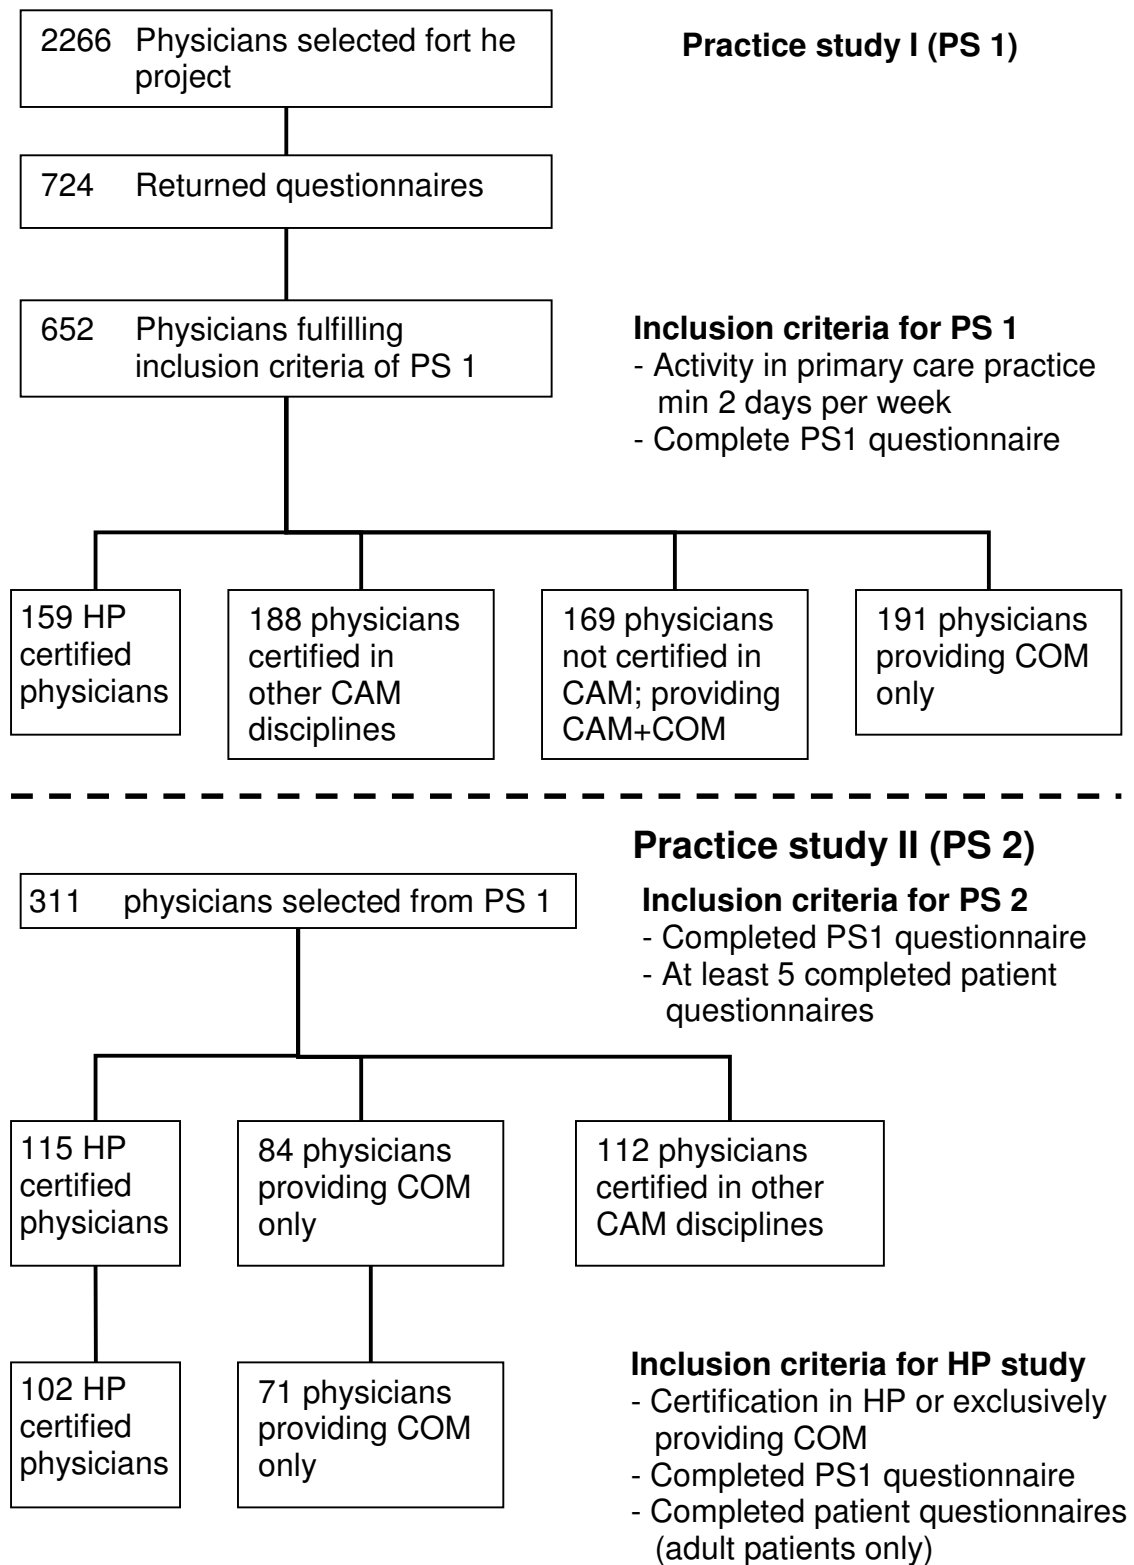 2266 Physicians selected fort he
project
Practice study I (PS 1)
724 Returned questionnaires
652 Physicians fulfilling
inclusion criteria of PS 1
Inclusion criteria for PS 1
- Activity in primary care practice
min 2 days per week
- Complete PS1 questionnaire
159 HP
certified
physicians
188 physicians
certified in
other CAM
disciplines
169 physicians
not certified in
CAM; providing
CAM+COM
191 physicians
providing COM
only
Practice study II (PS 2)
311 physicians selected from PS 1
Inclusion criteria for PS 2
- Completed PS1 questionnaire
- At least 5 completed patient
questionnaires
115 HP
certified
physicians
84 physicians
providing COM
only
112 physicians
certified in other
CAM disciplines
102 HP
certified
physicians
71 physicians
providing COM
only
Inclusion criteria for HP study
- Certification in HP or exclusively
providing COM
- Completed PS1 questionnaire
- Completed patient questionnaires
(adult patients only)